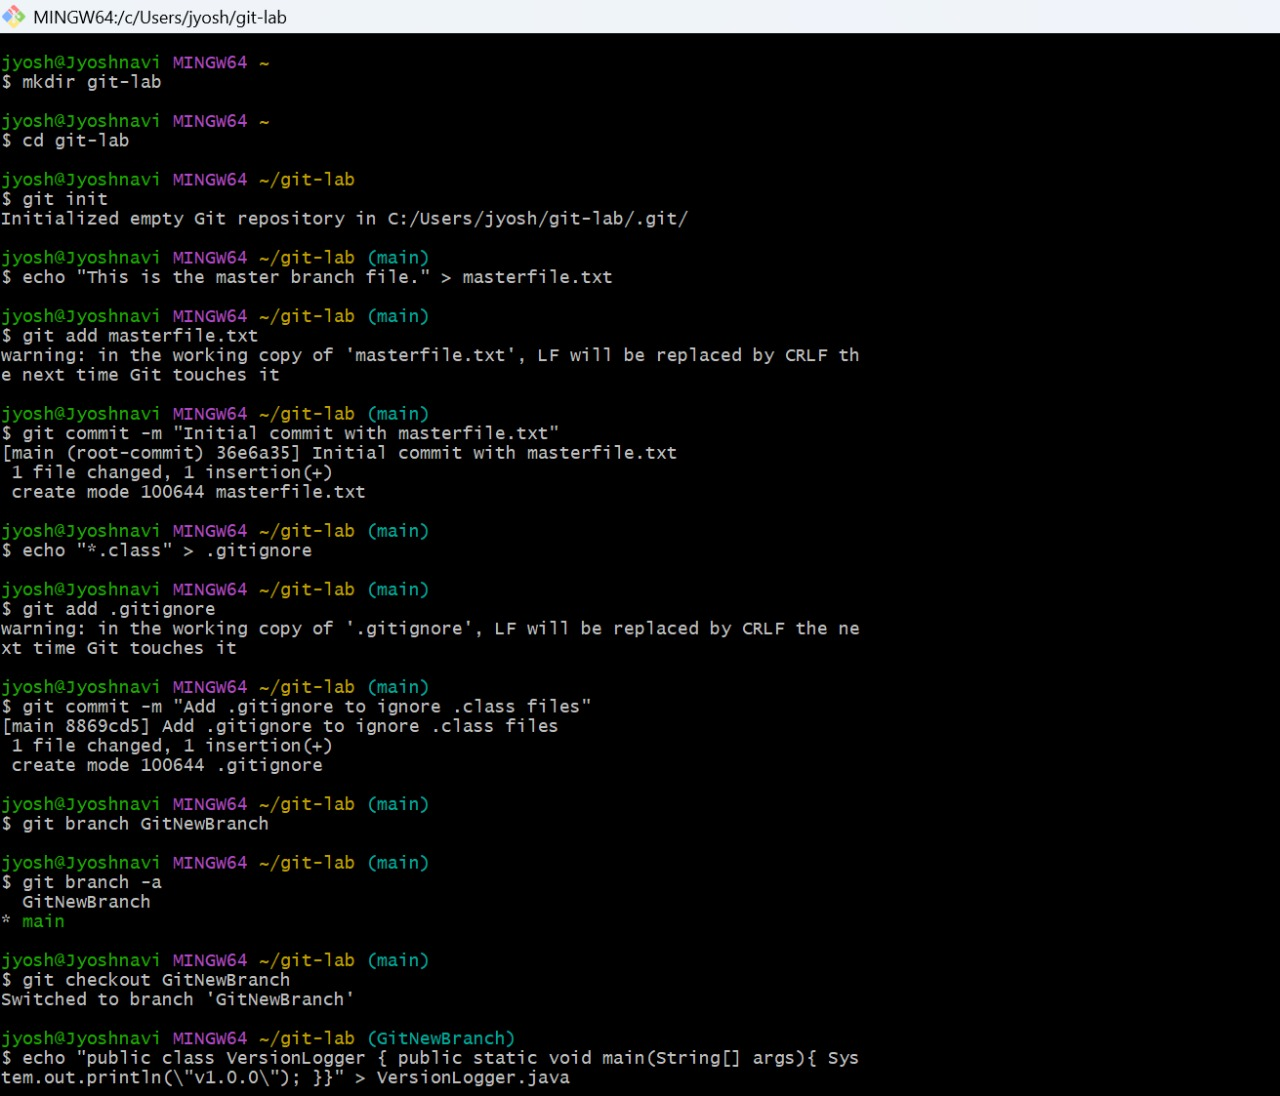 MINGW64:/c/Users/jyosh/git-lab
jyosh@Jyoshnavi MINGW64 ~
$ mkdir git-lab
jyosh@Jyoshnavi MINGW64 ~
$ cd git-lab
jyosh@Jyoshnavi MINGW64 ~/git-lab
$ git init
Initialized empty Git repository in C:/Users/jyosh/git-lab/.git/
jyosh@Jyoshnavi MINGW64 ~/git-lab (main)
$ echo "This is the master branch file." > masterfile.txt
jyosh@Jyoshnavi MINGW64 ~/git-lab (main)
$ git add masterfile.txt
warning: in the working copy of 'masterfile.txt', LF will be replaced by CRLF th
e next time Git touches it
jyosh@Jyoshnavi MINGW64 ~/git-lab (main)
$ git commit -m "Initial commit with masterfile.txt"
[main (root-commit) 36e6a35] Initial commit with masterfile.txt
1 file changed, 1 insertion(+)
create mode 100644 masterfile.txt
jyosh@Jyoshnavi MINGW64 ~/git-lab (main)
$ echo "*.class" > .gitignore
jyosh@Jyoshnavi MINGW64 ~/git-lab (main)
$ git add .gitignore
warning: in the working copy of '.gitignore', LF will be replaced by CRLF the ne
xt time Git touches it
jyosh@Jyoshnavi MINGW64 ~/git-lab (main)
$ git commit -m "Add .gitignore to ignore .class files"
[main 8869cd5] Add .gitignore to ignore .class files
1 file changed, 1 insertion(+)
create mode 100644 .gitignore
jyosh@Jyoshnavi MINGW64 ~/git-lab (main)
$ git branch GitNewBranch
jyosh@Jyoshnavi MINGW64 ~/git-lab (main)
$ git branch -a
GitNewBranch
* main
jyosh@Jyoshnavi MINGW64 ~/git-lab (main)
$ git checkout GitNewBranch
Switched to branch 'GitNewBranch'
jyosh@Jyoshnavi MINGW64 ~/git-lab (GitNewBranch)
$ echo "public class VersionLogger { public static void main(String[] args){ Sys
tem.out.println(\"v1.0.0\"); }}" > VersionLogger.java